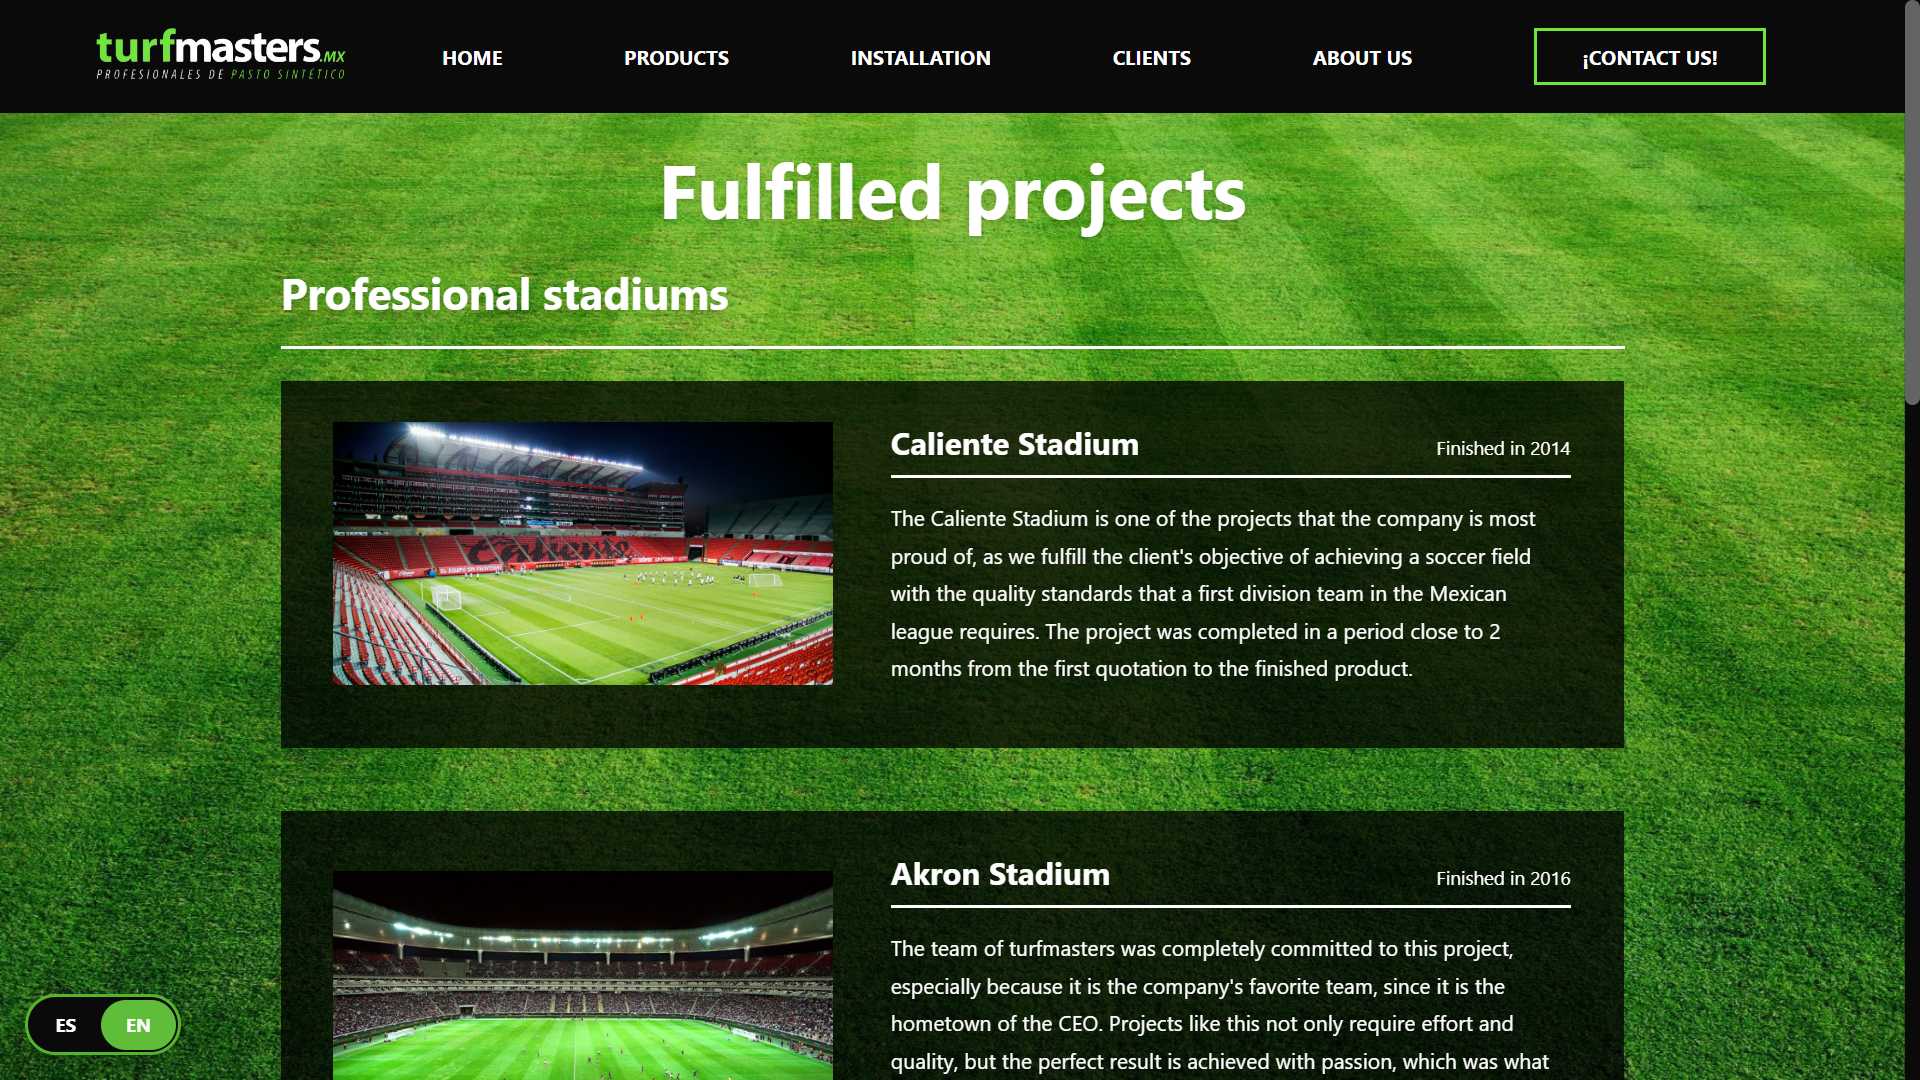 turfmasters.MX
PROFESIONALES DE PASTO SINTÉTICO
HOME
PRODUCTS
INSTALLATION
CLIENTS
ABOUT US
¡CONTACT US!
Fulfilled projects
Professional stadiums
Caliente
EL EQUIPO SIN FRONTERAS
Caliente Stadium
Finished in 2014
The Caliente Stadium is one of the projects that the company is most
proud of, as we fulfill the client's objective of achieving a soccer field
with the quality standards that a first division team in the Mexican
league requires. The project was completed in a period close to 2
months from the first quotation to the finished product.
Akron Stadium
Finished in 2016
The team of turfmasters was completely committed to this project,
especially because it is the company's favorite team, since it is the
hometown of the CEO. Projects like this not only require effort and
quality, but the perfect result is achieved with passion, which was what
ES
EN